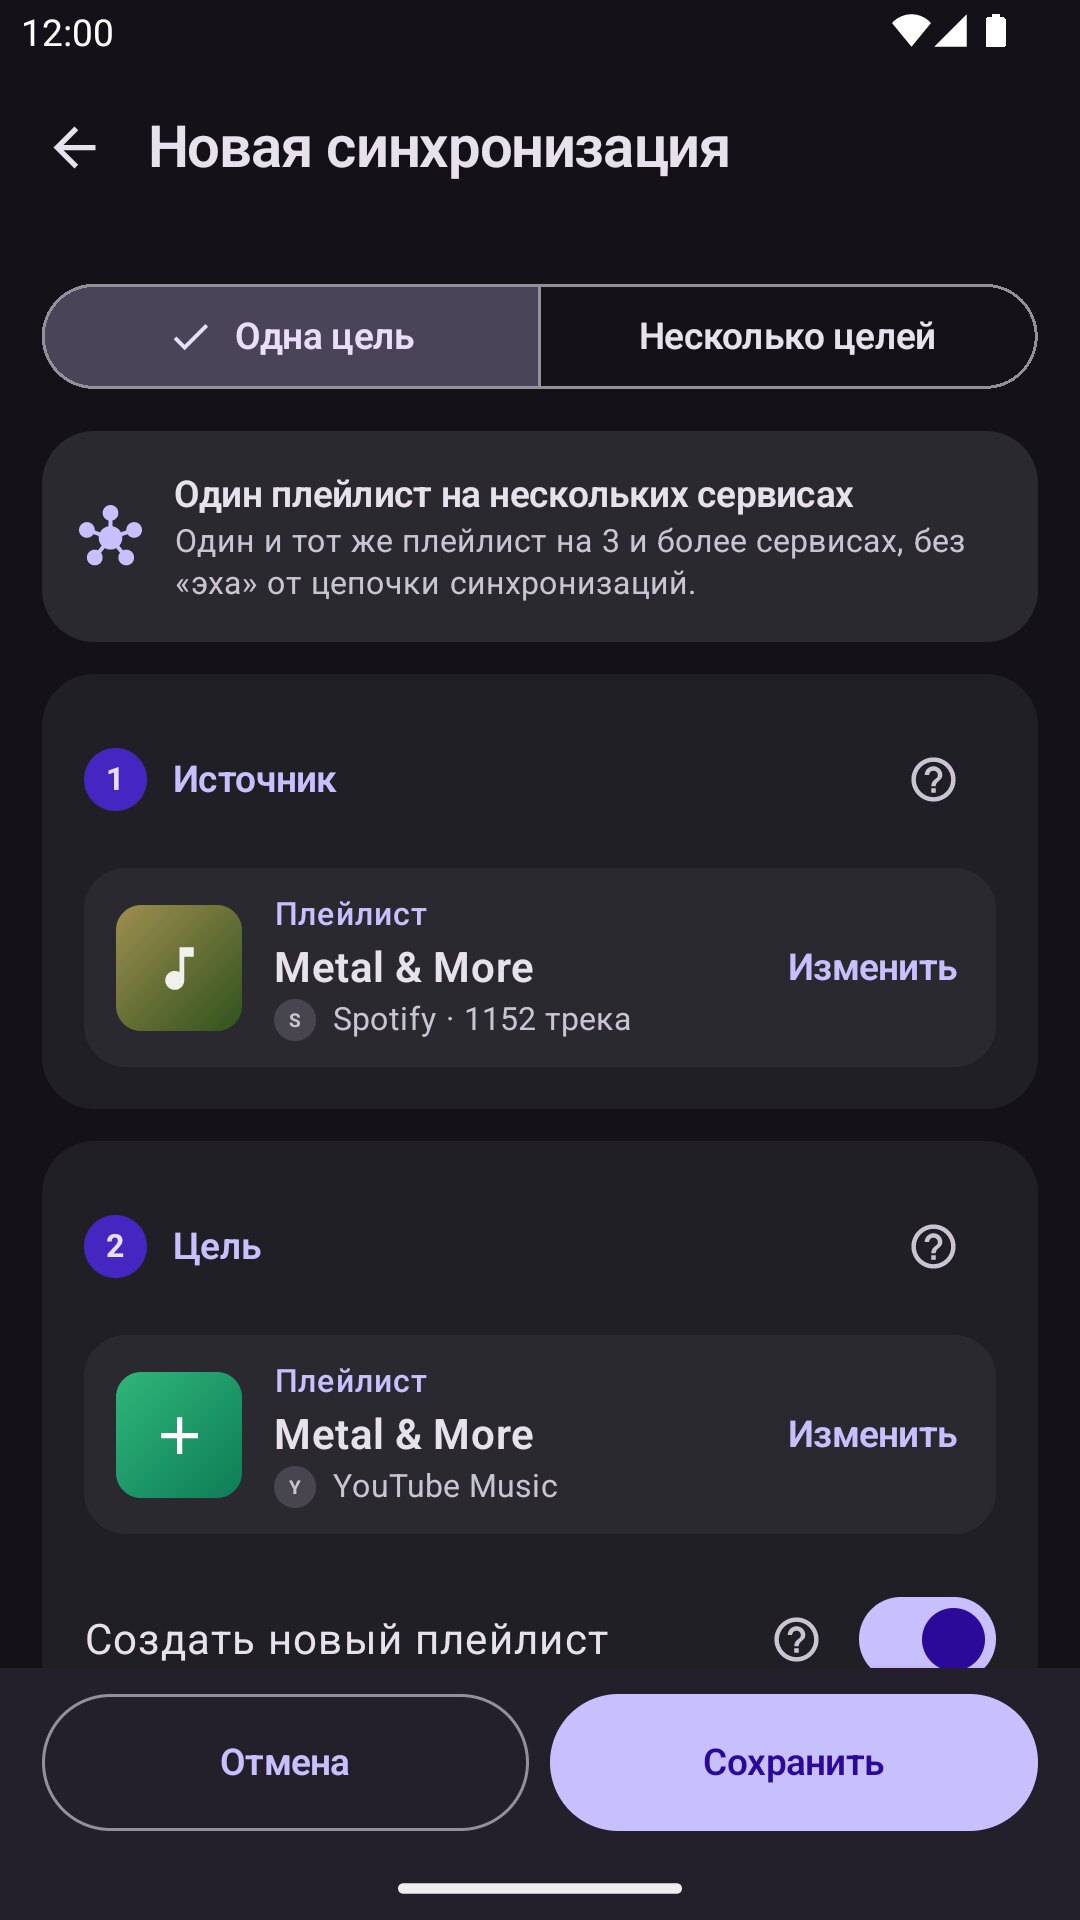 12:00
Новая синхронизация
Одна цель
Несколько целей
Один плейлист на нескольких сервисах
Один и тот же плейлист на 3 и более сервисах, без
«эха» от цепочки синхронизаций.
1 Источник
Плейлист
Metal & More
S Spotify · 1152 трека
Изменить
2 Цель
Плейлист
Metal & More
Y YouTube Music
Изменить
Создать новый плейлист
Отмена
Сохранить